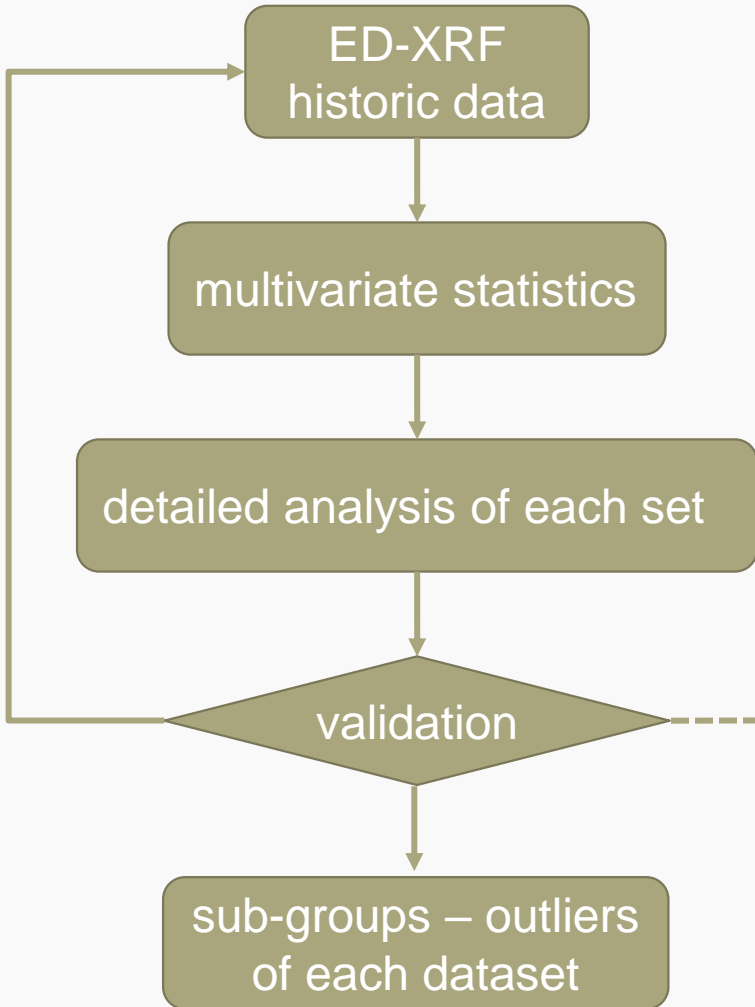 ED-XRF
historic data
multivariate statistics
detailed analysis of each set
validation
sub-groups – outliers
of each dataset